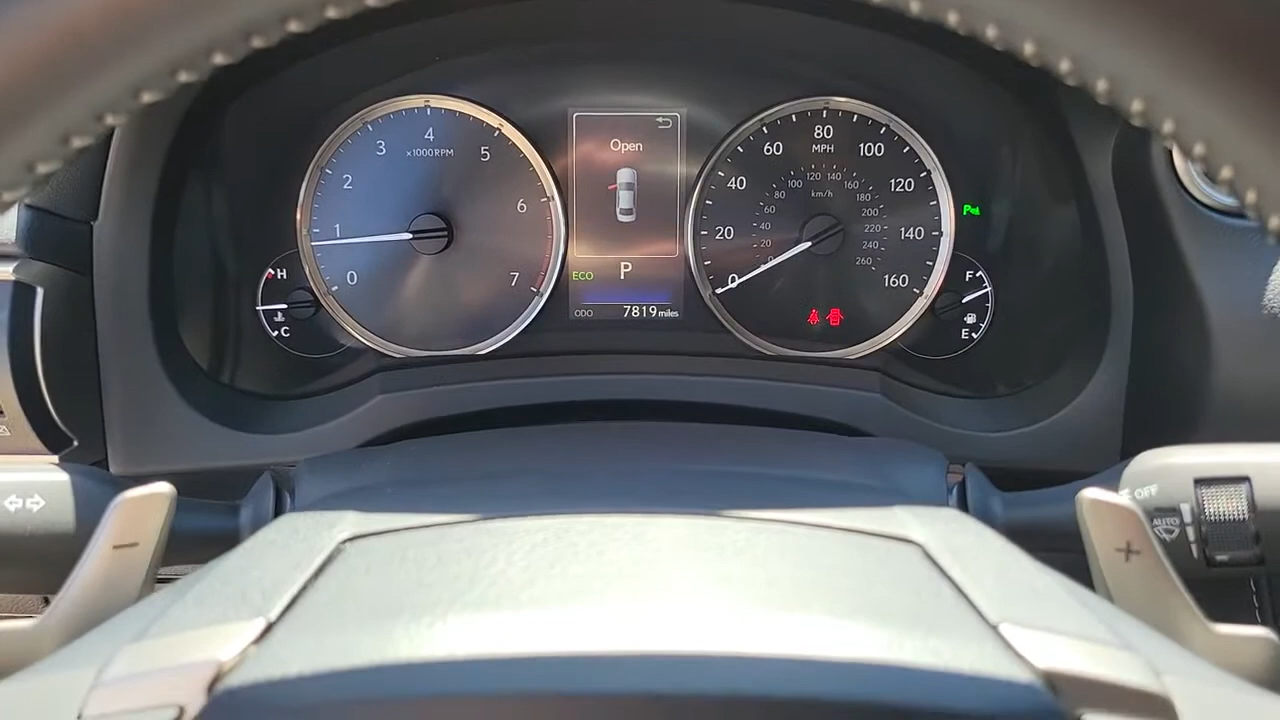 0
1
2
3
4
5
6
7
×1000RPM
H
C
Open
ECO
P
ODO 7819 miles
0
20
40
60
80
100
120
140
160
MPH
km/h
20
40
60
80
100
120
140
160
180
200
220
240
260
F
E
P
−
+
OFF
AUTO